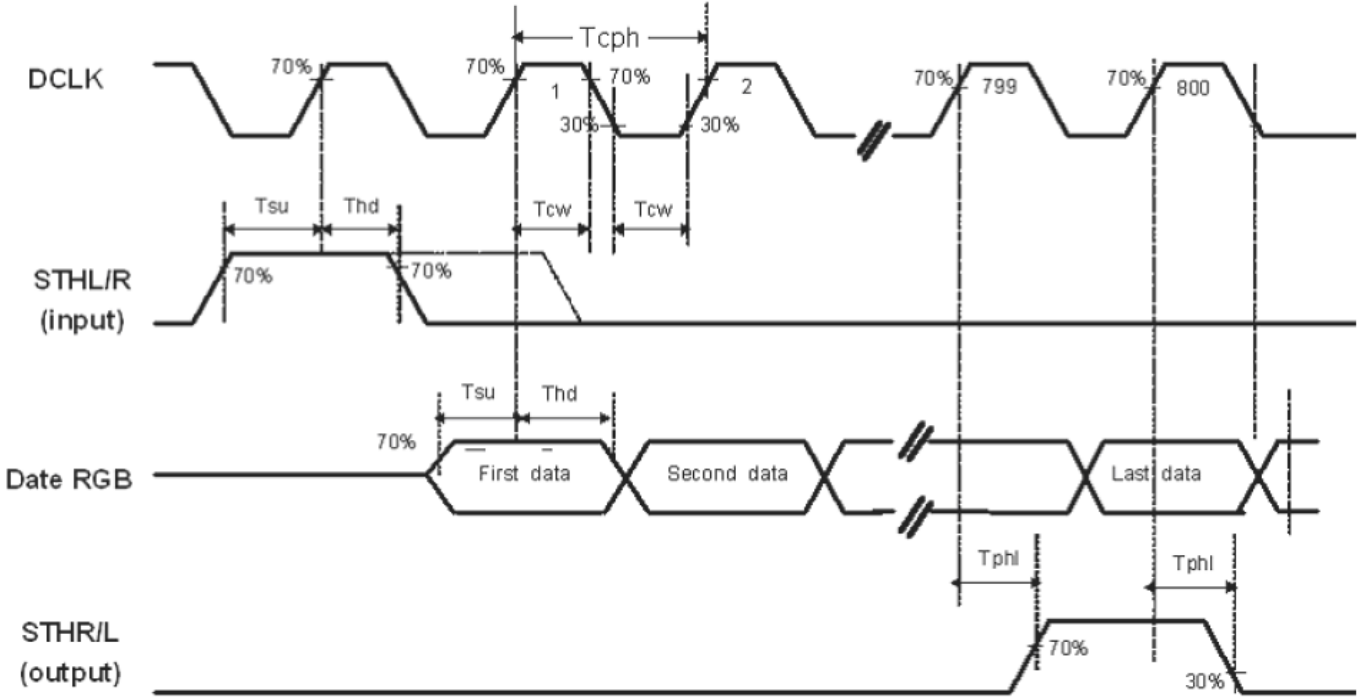 Tcph
DCLK
70%
70%
1
70%
30%
30%
2
70%
799
70%
800
Tsu
Thd
Tcw
Tcw
STHL/R
(input)
70%
70%
Tsu
Thd
70%
Date RGB
First data
Second data
Last data
Tphl
Tphl
STHR/L
(output)
70%
30%